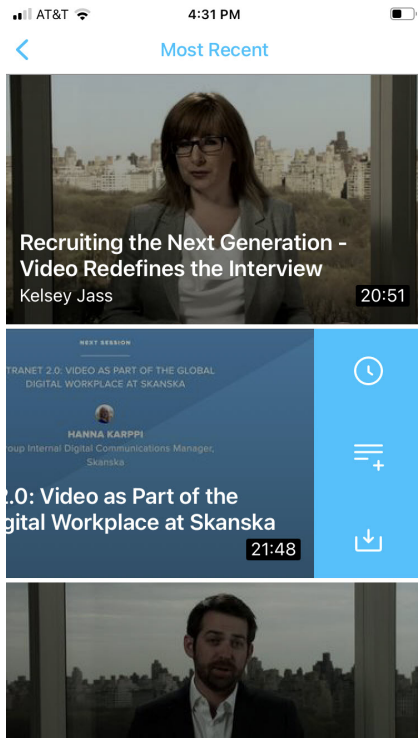 AT&T
4:31 PM
Most Recent
Recruiting the Next Generation -
Video Redefines the Interview
Kelsey Jass
20:51
NEXT SESSION
TRANET 2.0: VIDEO AS PART OF THE GLOBAL
DIGITAL WORKPLACE AT SKANSKA
HANNA KARPPI
oup Internal Digital Communications Manager,
Skanska
2.0: Video as Part of the
gital Workplace at Skanska
21:48